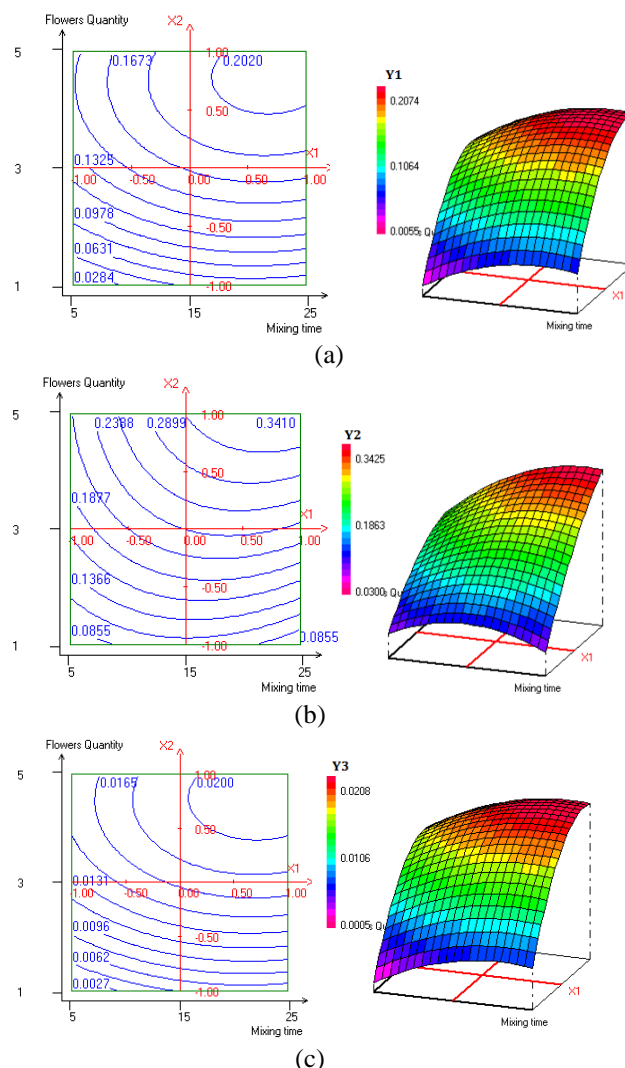 Flowers Quantity
X2
5
1.00
0.1673
0.2020
0.50
3
0.1325
X1
-1.00
-0.50
0.00
0.50
1.00
0.0978
-0.50
0.0631
0.0284
-1.00
1
5
15
25
Mixing time
Y1
0.2074
0.1064
0.0055
s Qu
X1
Mixing time
(a)
Flowers Quantity
X2
5
1.00
0.2388
0.2899
0.3410
0.50
0.1877
3
X1
-1.00
-0.50
0.00
0.50
1.00
0.1366
-0.50
0.0855
0.0855
-1.00
1
5
15
25
Mixing time
Y2
0.3425
0.1863
0.0300
s Qu
X1
Mixing time
(b)
Flowers Quantity
X2
5
1.00
0.0165
0.0200
0.50
X1
3
-1.00
-0.50
0.00
0.50
1.00
0.0131
0.0096
-0.50
0.0062
0.0027
-1.00
1
5
15
25
Mixing time
Y3
0.0208
0.0106
0.0005
s Qu
X1
Mixing time
(c)